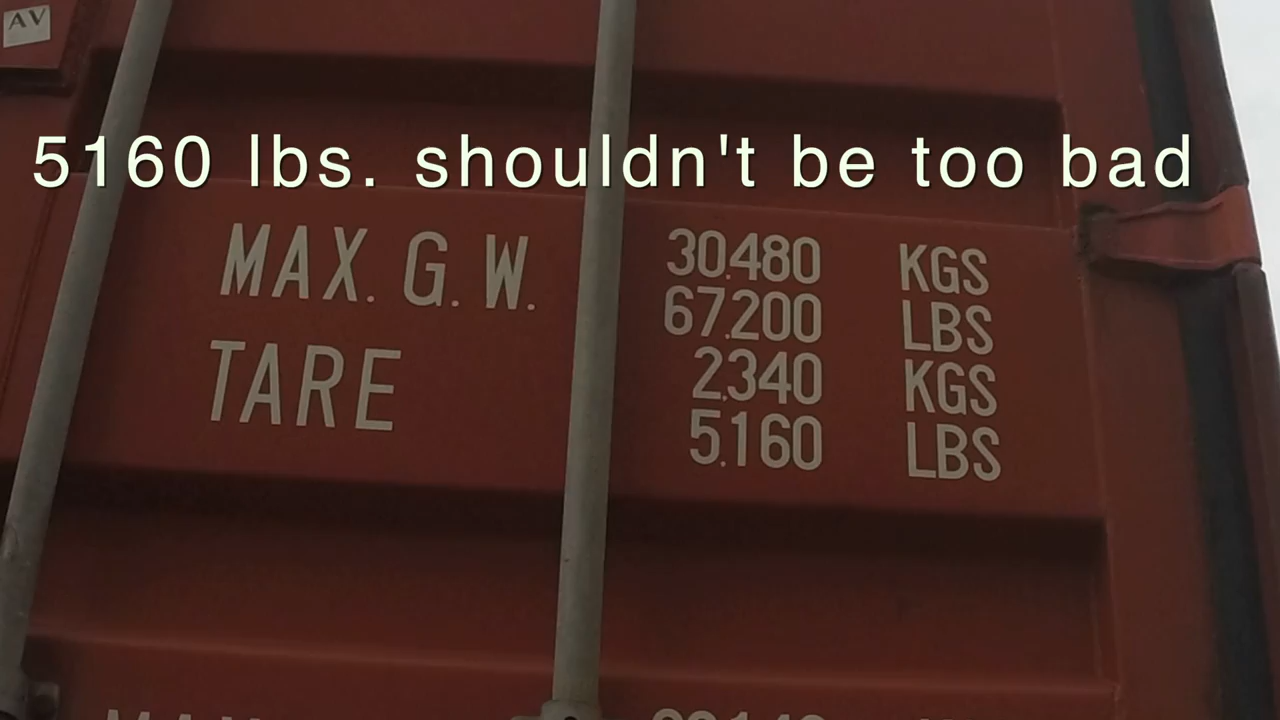 AV
5160 lbs. shouldn't be too bad
MAX. G. W. 30.480 KGS
67.200 LBS
TARE 2.340 KGS
5.160 LBS